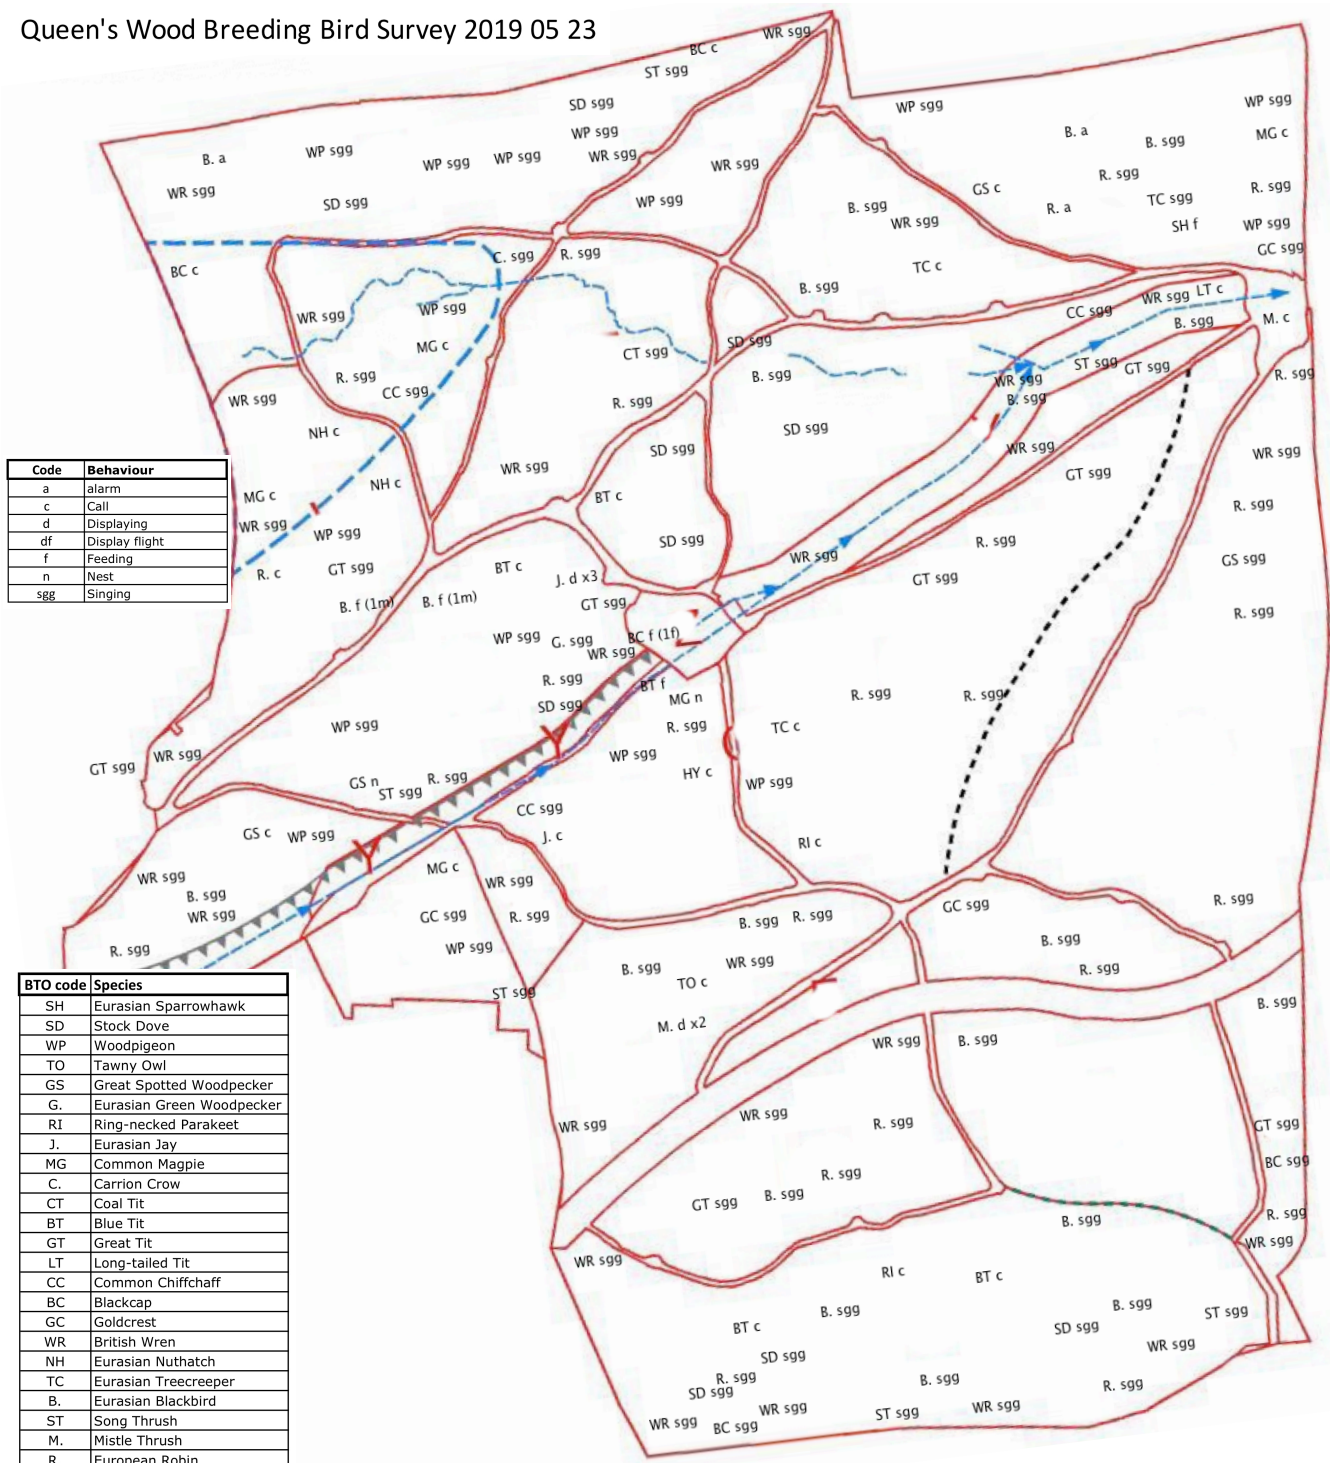 Queen's Wood Breeding Bird Survey 2019 05 23
WR sgg
BC c
ST sgg
SD sgg
WP sgg
WP sgg
WP sgg
B. a
WP sgg
B. a
B. sgg
MG c
WP sgg
WP sgg
WP sgg
WR sgg
WR sgg
R. sgg
WR sgg
SD sgg
WP sgg
B. sgg
GS c
R. a
TC sgg
R. sgg
WR sgg
SH f
WP sgg
GC sgg
C. sgg
R. sgg
BC c
TC c
B. sgg
WR sgg
LT c
WR sgg
WP sgg
CC sgg
B. sgg
M. c
MG c
CT sgg
SD sgg
R. sgg
CC sgg
B. sgg
WR sgg
ST sgg
GT sgg
R. sgg
WR sgg
R. sgg
B. sgg
NH c
SD sgg
SD sgg
WR sgg
WR sgg
WR sgg
GT sgg
NH c
MG c
BT c
R. sgg
WR sgg
WP sgg
SD sgg
WR sgg
R. sgg
GS sgg
R. c
GT sgg
BT c
J. d x3
GT sgg
B. f (1m)
B. f (1m)
GT sgg
R. sgg
WP sgg
G. sgg
BC f (1f)
WR sgg
R. sgg
BT f
MG n
R. sgg
R. sgg
SD sgg
WP sgg
R. sgg
TC c
WR sgg
GT sgg
WP sgg
HY c
WP sgg
GS n
ST sgg
R. sgg
CC sgg
GS c
WP sgg
J. c
RI c
MG c
WR sgg
WR sgg
B. sgg
WR sgg
GC sgg
R. sgg
B. sgg
R. sgg
GC sgg
R. sgg
R. sgg
WP sgg
B. sgg
WR sgg
B. sgg
R. sgg
ST sgg
TO c
B. sgg
M. d x2
WR sgg
B. sgg
WR sgg
WR sgg
R. sgg
GT sgg
BC sgg
R. sgg
GT sgg
B. sgg
B. sgg
R. sgg
WR sgg
WR sgg
RI c
BT c
B. sgg
B. sgg
ST sgg
BT c
SD sgg
WR sgg
SD sgg
R. sgg
SD sgg
B. sgg
R. sgg
WR sgg
WR sgg
BC sgg
ST sgg
WR sgg
Code Behaviour
a alarm
c Call
d Displaying
df Display flight
f Feeding
n Nest
sgg Singing
BTO code Species
SH Eurasian Sparrowhawk
SD Stock Dove
WP Woodpigeon
TO Tawny Owl
GS Great Spotted Woodpecker
G. Eurasian Green Woodpecker
RI Ring-necked Parakeet
J. Eurasian Jay
MG Common Magpie
C. Carrion Crow
CT Coal Tit
BT Blue Tit
GT Great Tit
LT Long-tailed Tit
CC Common Chiffchaff
BC Blackcap
GC Goldcrest
WR British Wren
NH Eurasian Nuthatch
TC Eurasian Treecreeper
B. Eurasian Blackbird
ST Song Thrush
M. Mistle Thrush
R. European Robin